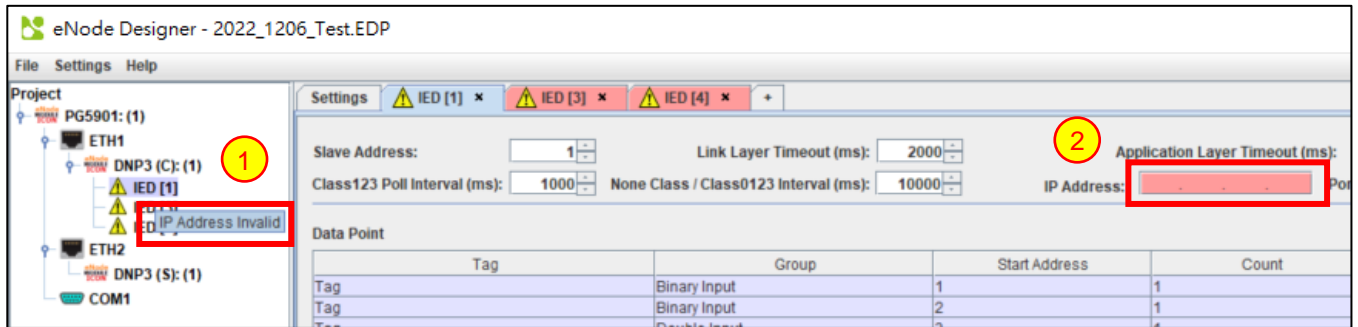 eNode Designer - 2022_1206_Test.EDP
File Settings Help
Project
PG5901: (1)
ETH1
DNP3 (C): (1)
IED [1]
IP Address Invalid
ETH2
DNP3 (S): (1)
COM1
1
Settings IED [1] × IED [3] × IED [4] × +
2
Slave Address: 1 Link Layer Timeout (ms): 2000 Application Layer Timeout (ms):
Class123 Poll Interval (ms): 1000 None Class / Class0123 Interval (ms): 10000 IP Address: . . . Por
Data Point
Tag Group Start Address Count
Tag Binary Input 1 1
Tag Binary Input 2 1